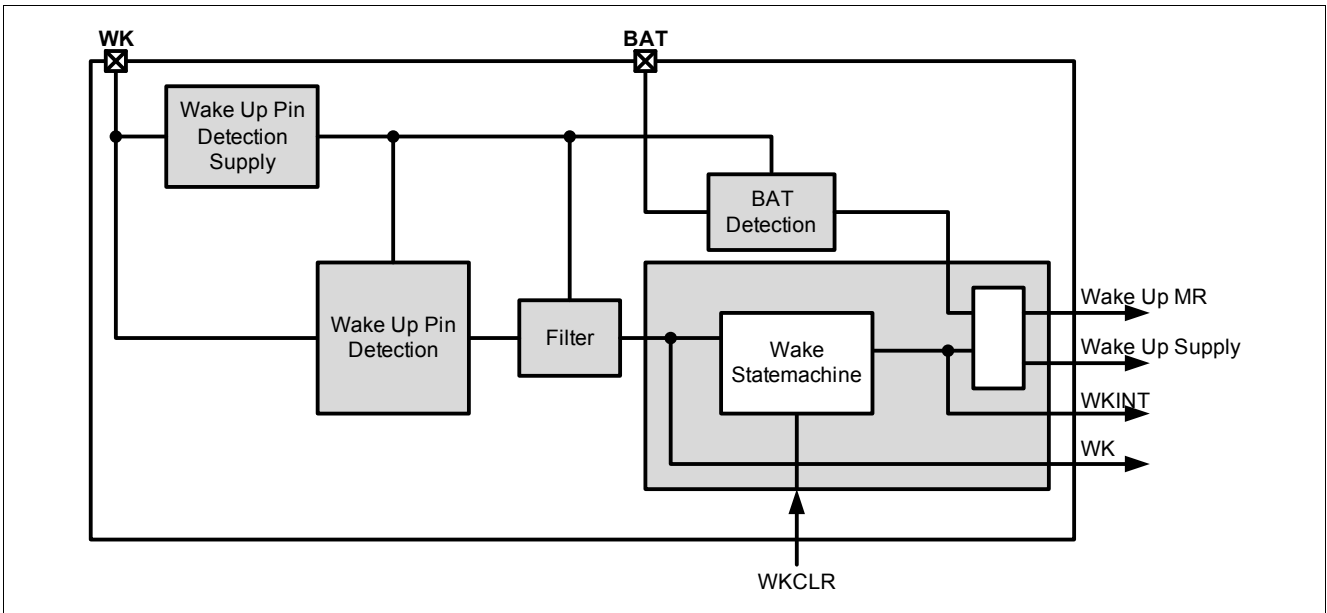 WK
BAT
Wake Up Pin
Detection
Supply
BAT
Detection
Wake Up Pin
Detection
Filter
Wake
Statemachine
Wake Up MR
Wake Up Supply
WKINT
WK
WKCLR